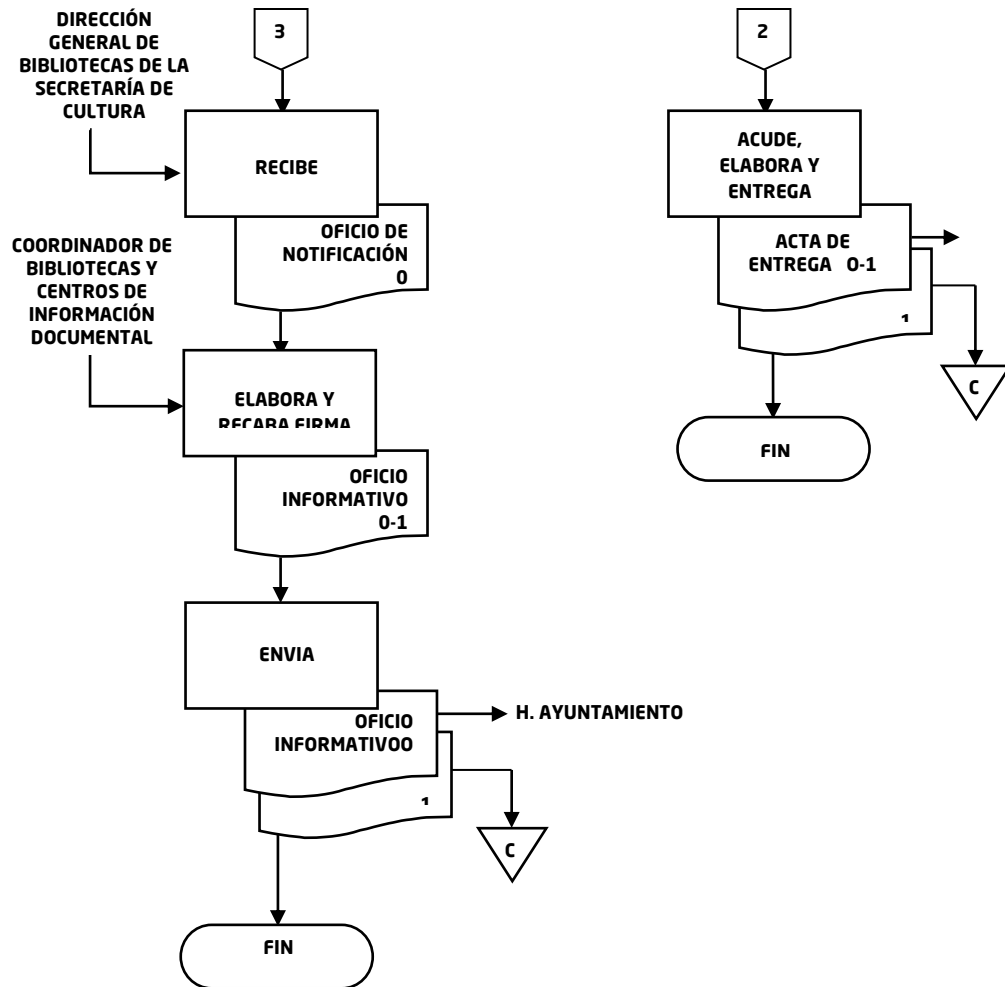 DIRECCIÓN
GENERAL DE
BIBLIOTECAS DE LA
SECRETARÍA DE
CULTURA
3
RECIBE
OFICIO DE
NOTIFICACIÓN
0
COORDINADOR DE
BIBLIOTECAS Y
CENTROS DE
INFORMACIÓN
DOCUMENTAL
ELABORA Y
RECABA FIRMA
OFICIO
INFORMATIVO
0-1
ENVIA
OFICIO
INFORMATIVOO
1
H. AYUNTAMIENTO
C
FIN
2
ACUDE,
ELABORA Y
ENTREGA
ACTA DE
ENTREGA 0-1
1
C
FIN